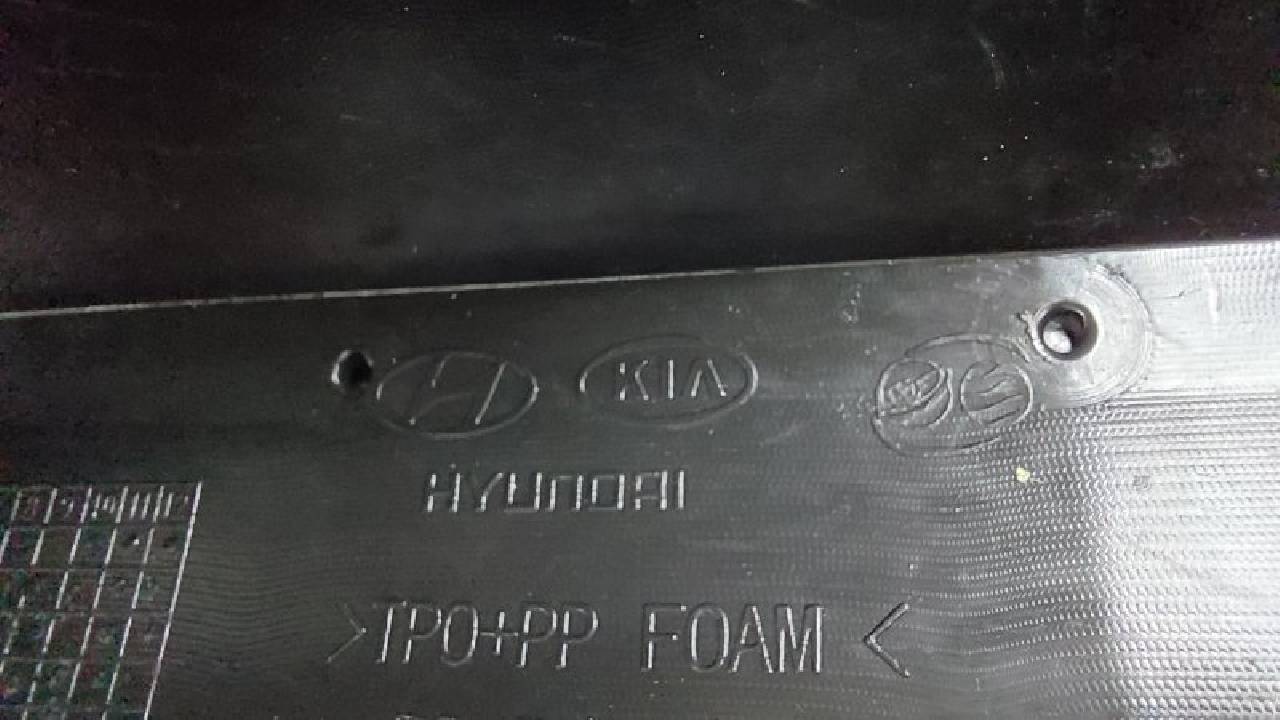 KIA
HYUNDAI
>TPO+PP FOAM<